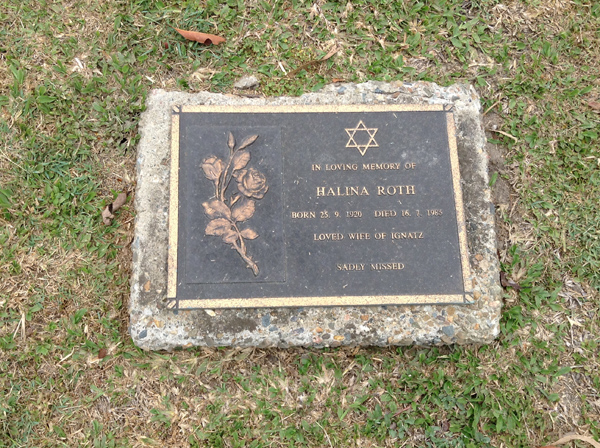 IN LOVING MEMORY OF
HALINA ROTH
BORN 25. 9. 1920 DIED 16. 7. 1985
LOVED WIFE OF IGNATZ
SADLY MISSED